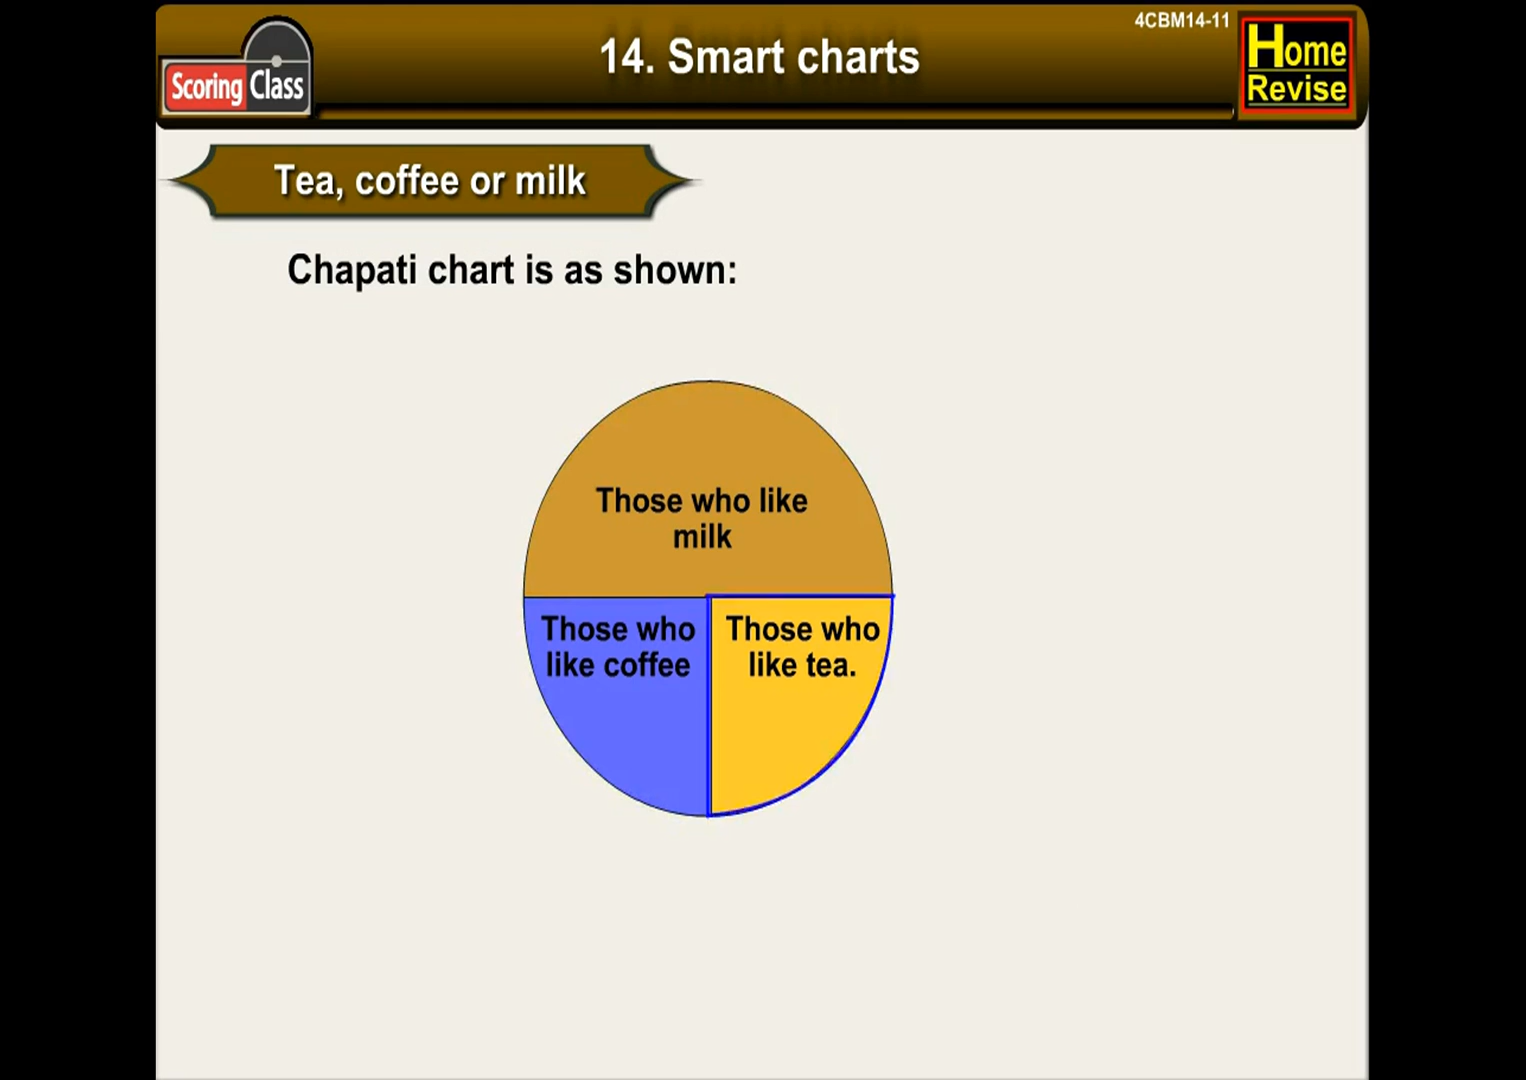 4CBM14-11
Scoring Class
14. Smart charts
Home
Revise
Tea, coffee or milk
Chapati chart is as shown:
Those who like
milk
Those who
like coffee
Those who
like tea.